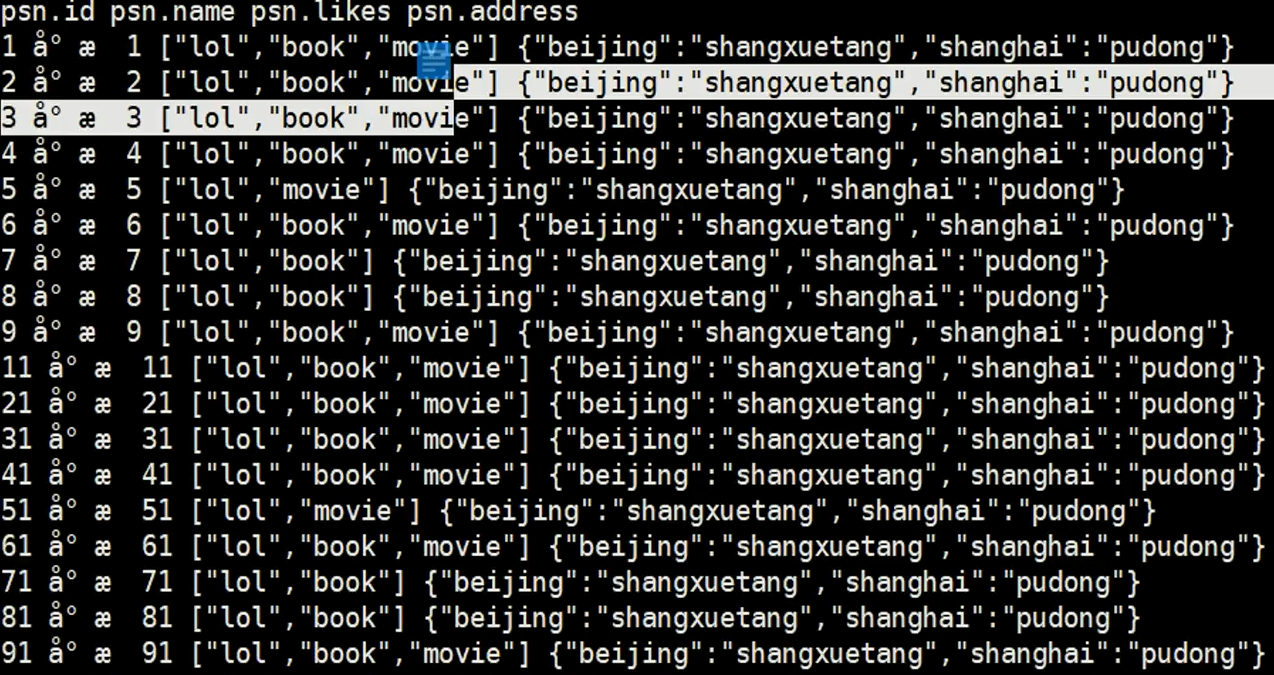 psn.id psn.name psn.likes psn.address
1 å° æ  1 ["lol","book","movie"] {"beijing":"shangxuetang","shanghai":"pudong"}
2 å° æ  2 ["lol","book","movie"] {"beijing":"shangxuetang","shanghai":"pudong"}
3 å° æ  3 ["lol","book","movie"] {"beijing":"shangxuetang","shanghai":"pudong"}
4 å° æ  4 ["lol","book","movie"] {"beijing":"shangxuetang","shanghai":"pudong"}
5 å° æ  5 ["lol","movie"] {"beijing":"shangxuetang","shanghai":"pudong"}
6 å° æ  6 ["lol","book","movie"] {"beijing":"shangxuetang","shanghai":"pudong"}
7 å° æ  7 ["lol","book"] {"beijing":"shangxuetang","shanghai":"pudong"}
8 å° æ  8 ["lol","book"] {"beijing":"shangxuetang","shanghai":"pudong"}
9 å° æ  9 ["lol","book","movie"] {"beijing":"shangxuetang","shanghai":"pudong"}
11 å° æ  11 ["lol","book","movie"] {"beijing":"shangxuetang","shanghai":"pudong"}
21 å° æ  21 ["lol","book","movie"] {"beijing":"shangxuetang","shanghai":"pudong"}
31 å° æ  31 ["lol","book","movie"] {"beijing":"shangxuetang","shanghai":"pudong"}
41 å° æ  41 ["lol","book","movie"] {"beijing":"shangxuetang","shanghai":"pudong"}
51 å° æ  51 ["lol","movie"] {"beijing":"shangxuetang","shanghai":"pudong"}
61 å° æ  61 ["lol","book","movie"] {"beijing":"shangxuetang","shanghai":"pudong"}
71 å° æ  71 ["lol","book"] {"beijing":"shangxuetang","shanghai":"pudong"}
81 å° æ  81 ["lol","book"] {"beijing":"shangxuetang","shanghai":"pudong"}
91 å° æ  91 ["lol","book","movie"] {"beijing":"shangxuetang","shanghai":"pudong"}